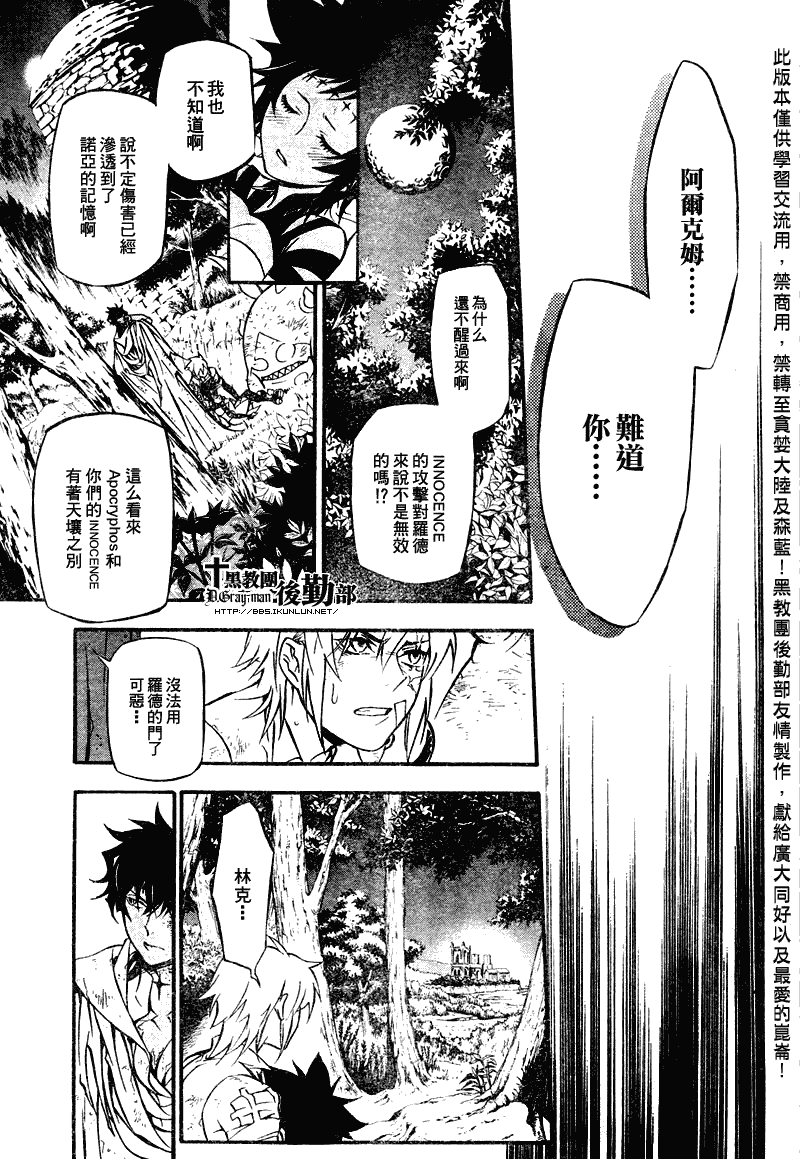 阿爾克姆……
難道
你……
為什么
還不醒過來啊
INNOCENCE
的攻擊對羅德
來說不是無效
的嗎!?
我也
不知道啊
說不定傷害已經
滲透到了
諾亞的記憶啊
這么看來
Apocryphos和
你們的INNOCENCE
有著天壤之別
黑教團
D.Gray-man
後勤部
HTTP://BBS.IKUNLUN.NET/
沒法用
羅德的門了
可惡…
林克…
此版本僅供學習交流用，禁商用，禁轉至貪婪大陸及森藍！黑教團後勤部友情製作，獻給廣大同好以及最愛的崑崙！